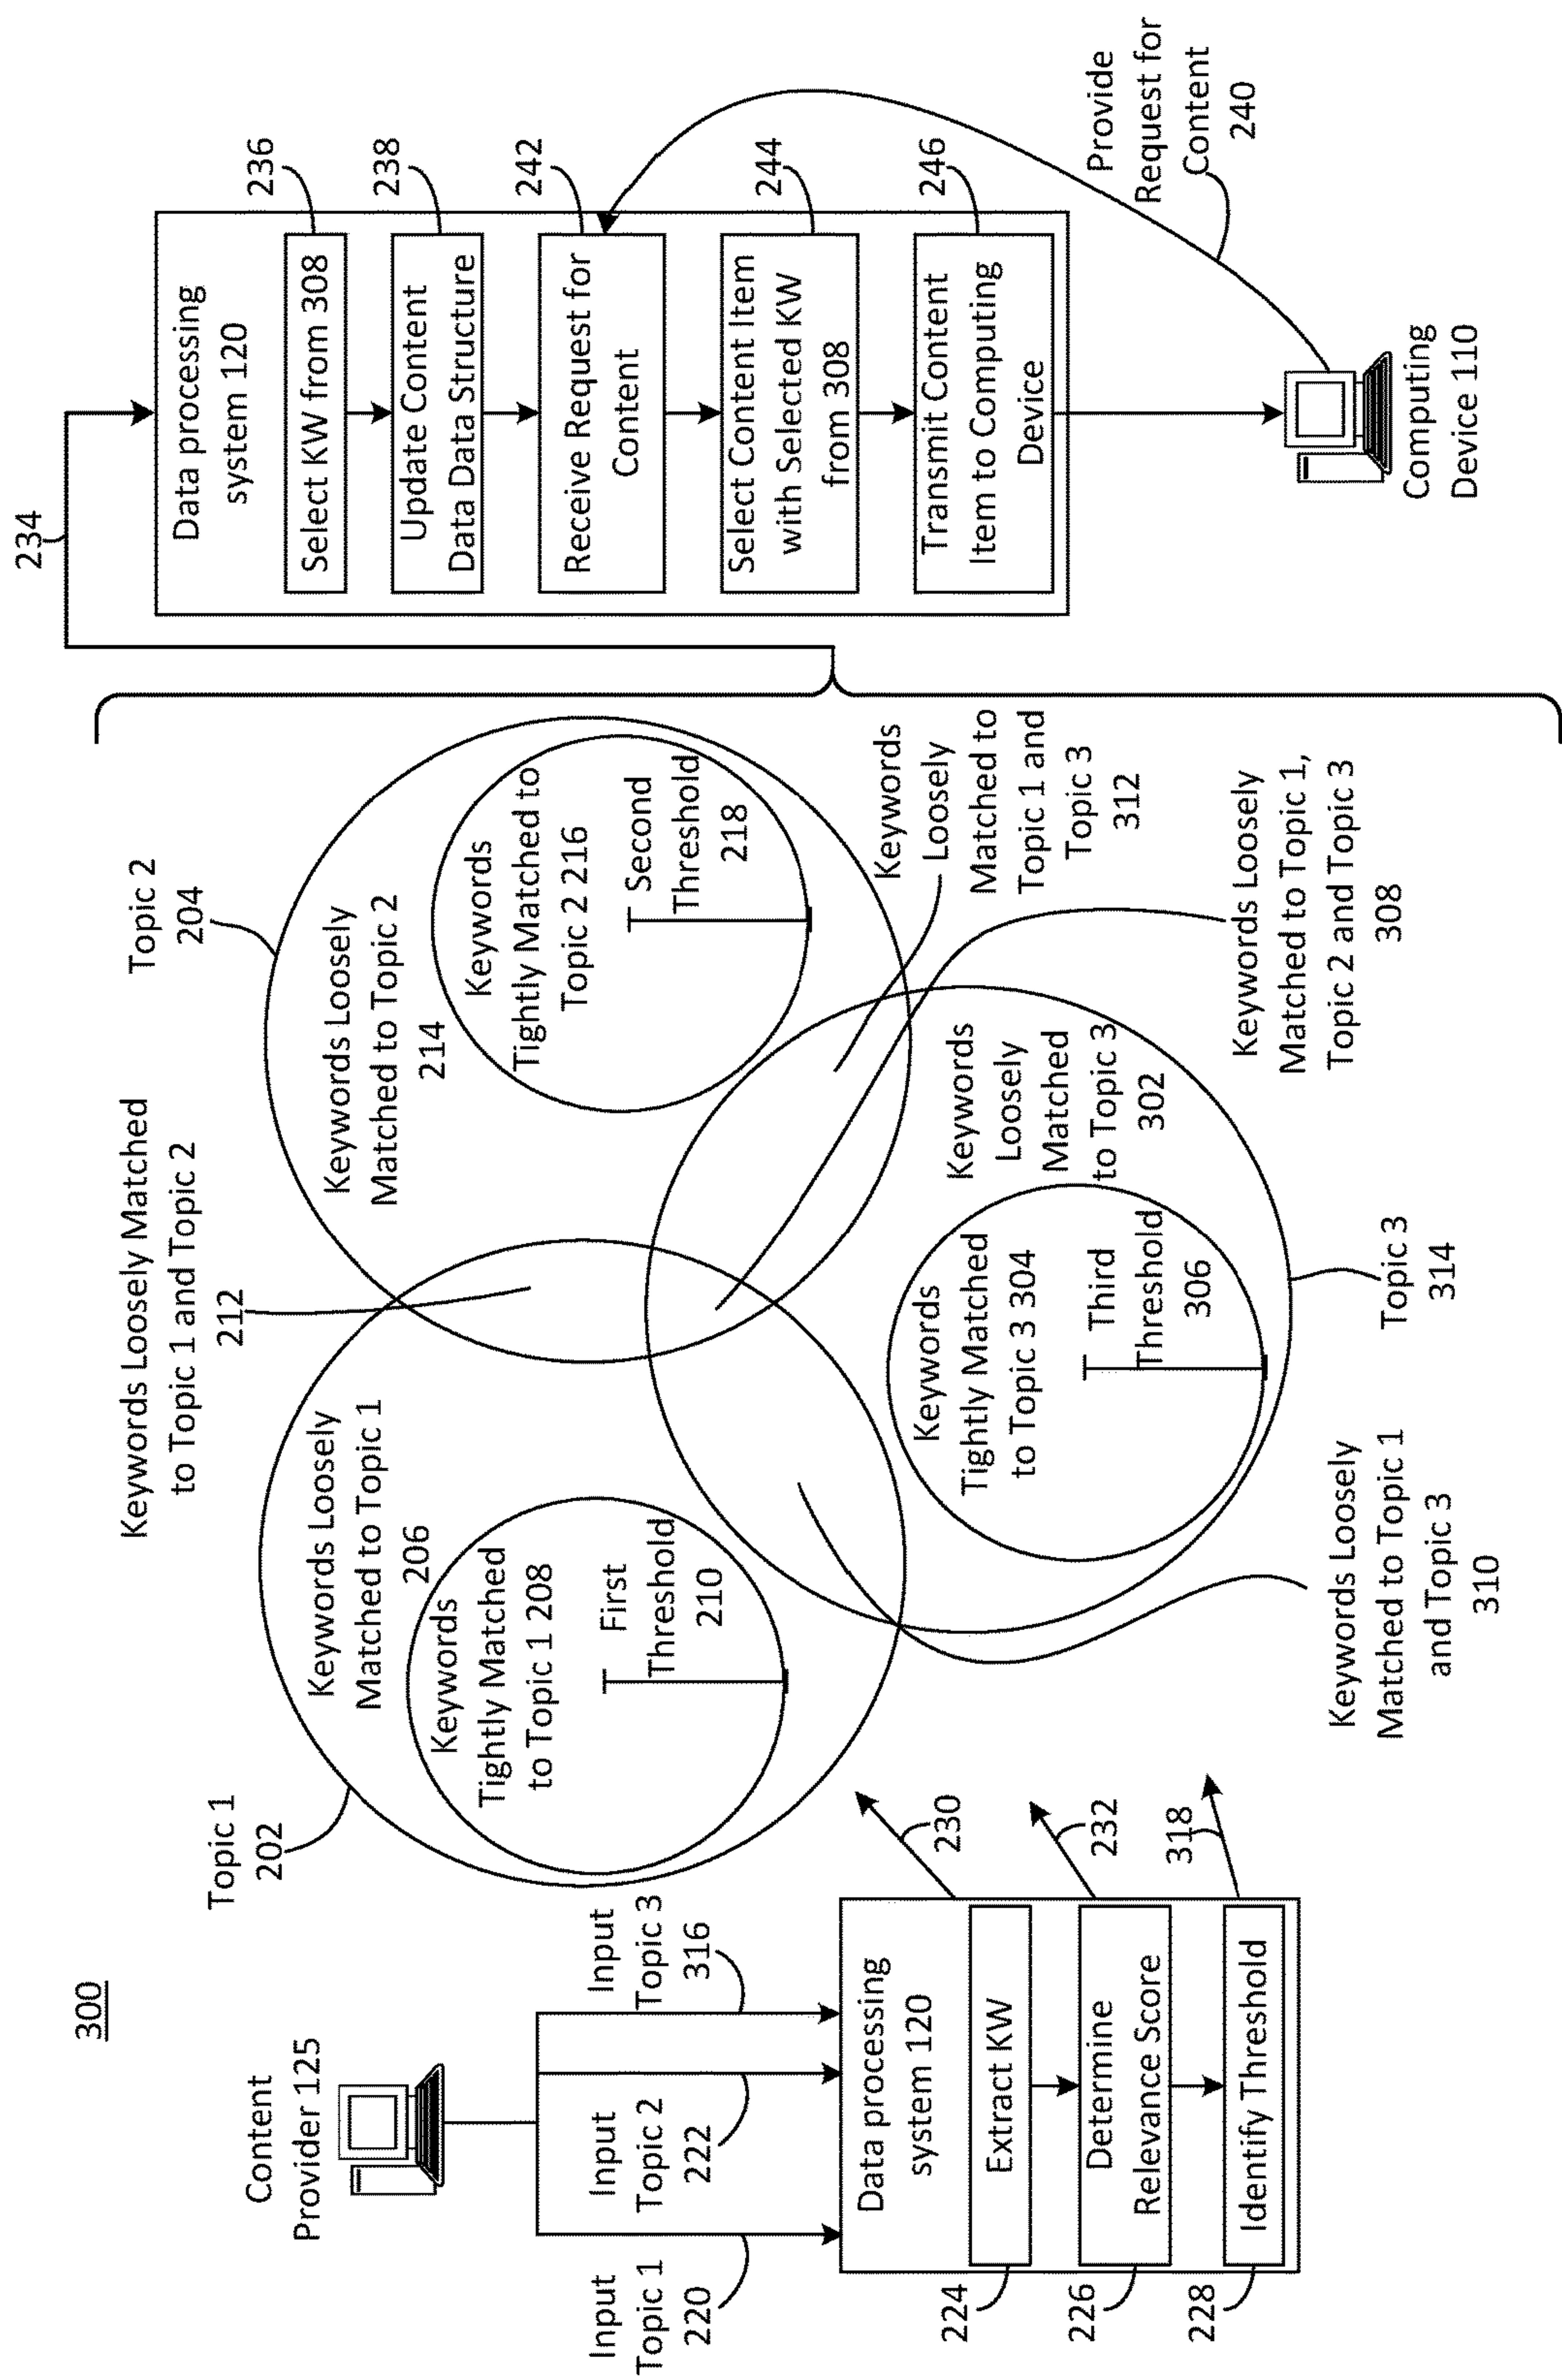 300
Content
Provider 125
Input
Topic 1
220
Input
Topic 2
222
Input
Topic 3
316
Data processing
system 120
Extract KW
224
Determine
Relevance Score
226
Identify Threshold
228
230
232
318
Topic 1
202
Keywords Loosely
Matched to Topic 1
206
Keywords
Tightly Matched
to Topic 1 208
First
Threshold
210
Keywords Loosely Matched
to Topic 1 and Topic 2
212
Topic 2
204
Keywords Loosely
Matched to Topic 2
214
Keywords
Tightly Matched to
Topic 2 216
Second
Threshold
218
Keywords
Loosely
Matched to
Topic 1 and
Topic 3
312
Keywords Loosely
Matched to Topic 1,
Topic 2 and Topic 3
308
Keywords
Loosely
Matched
to Topic 3
302
Keywords
Tightly Matched
to Topic 3 304
Third
Threshold
306
Topic 3
314
Keywords Loosely
Matched to Topic 1
and Topic 3
310
234
Data processing
system 120
Select KW from 308
236
Update Content
Data Data Structure
238
Receive Request for
Content
242
Select Content Item
with Selected KW
from 308
244
Transmit Content
Item to Computing
Device
246
Provide
Request for
Content
240
Computing
Device 110